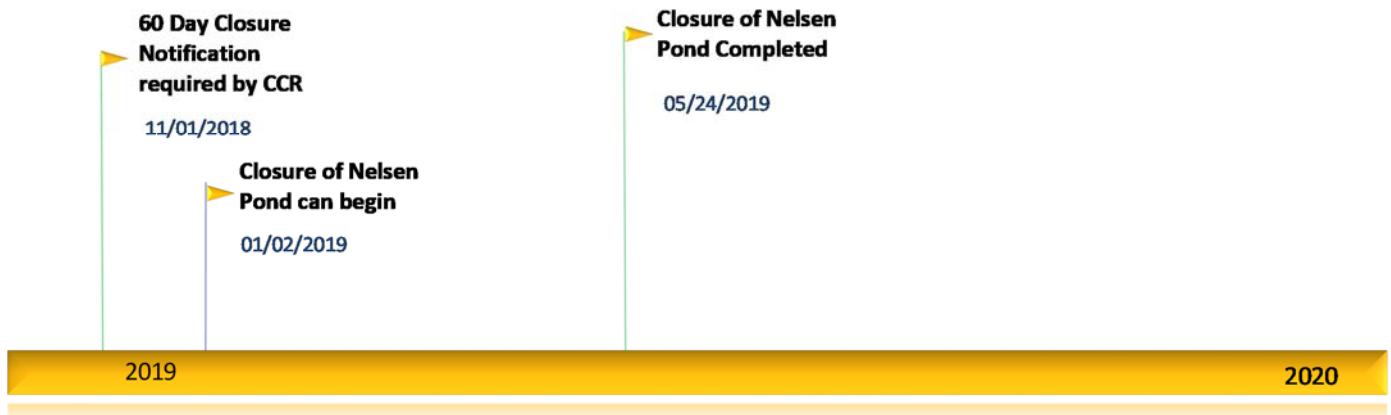 60 Day Closure
Notification
required by CCR
11/01/2018
Closure of Nelsen
Pond can begin
01/02/2019
Closure of Nelsen
Pond Completed
05/24/2019
2019
2020